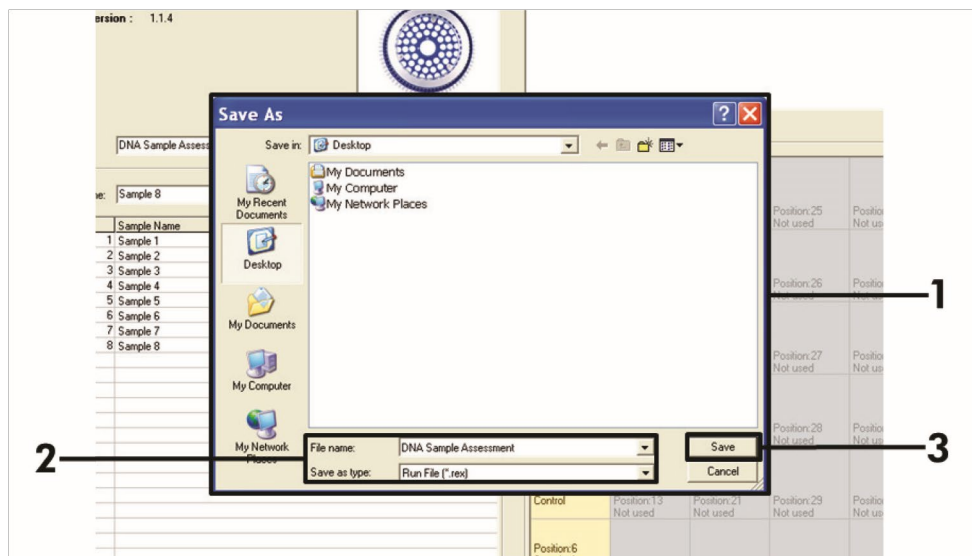 ersion : 1.1.4
Save As
DNA Sample Assess
Save in: Desktop
My Documents
My Computer
My Network Places
My Recent
Documents
Desktop
My Documents
My Computer
My Network
Places
Sample 8
Sample Name
1 Sample 1
2 Sample 2
3 Sample 3
4 Sample 4
5 Sample 5
6 Sample 6
7 Sample 7
8 Sample 8
File name: DNA Sample Assessment
Save as type: Run File (*.rex)
Save
Cancel
1
2
3
Position:25
Not used
Position:26
Position:27
Not used
Position:28
Not used
Control
Position:13
Not used
Position:21
Not used
Position:29
Not used
Position:6